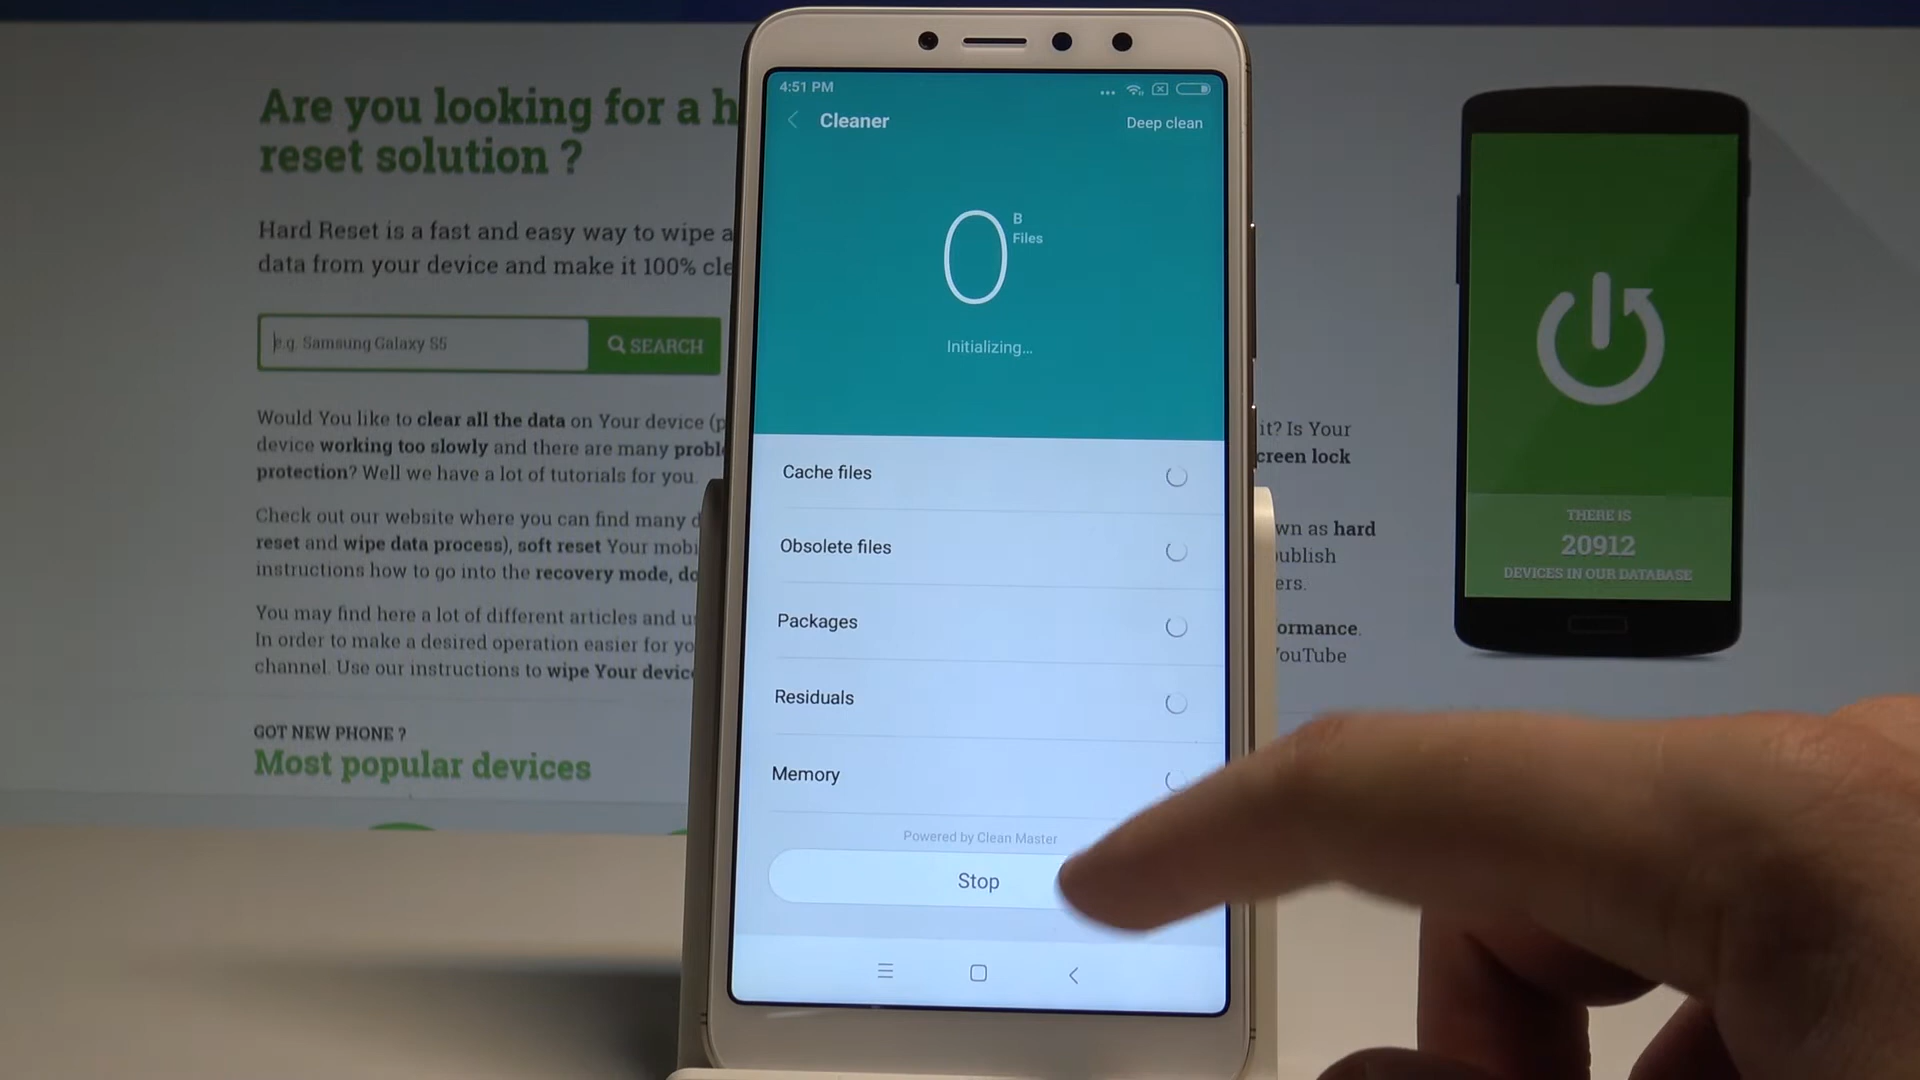 Are you looking for a h
reset solution ?
Hard Reset is a fast and easy way to wipe a
data from your device and make it 100% cle
e.g. Samsung Galaxy S5
SEARCH
Would You like to clear all the data on Your device (p
device working too slowly and there are many probl
protection? Well we have a lot of tutorials for you.
Check out our website where you can find many d
reset and wipe data process), soft reset Your mobi
instructions how to go into the recovery mode, do
You may find here a lot of different articles and u
In order to make a desired operation easier for yo
channel. Use our instructions to wipe Your device
GOT NEW PHONE ?
Most popular devices
4:51 PM
Cleaner
Deep clean
0
B
Files
Initializing...
Cache files
Obsolete files
Packages
Residuals
Memory
Powered by Clean Master
Stop
it? Is Your
creen lock
wn as hard
publish
ers.
ormance.
YouTube
THERE IS
20912
DEVICES IN OUR DATABASE